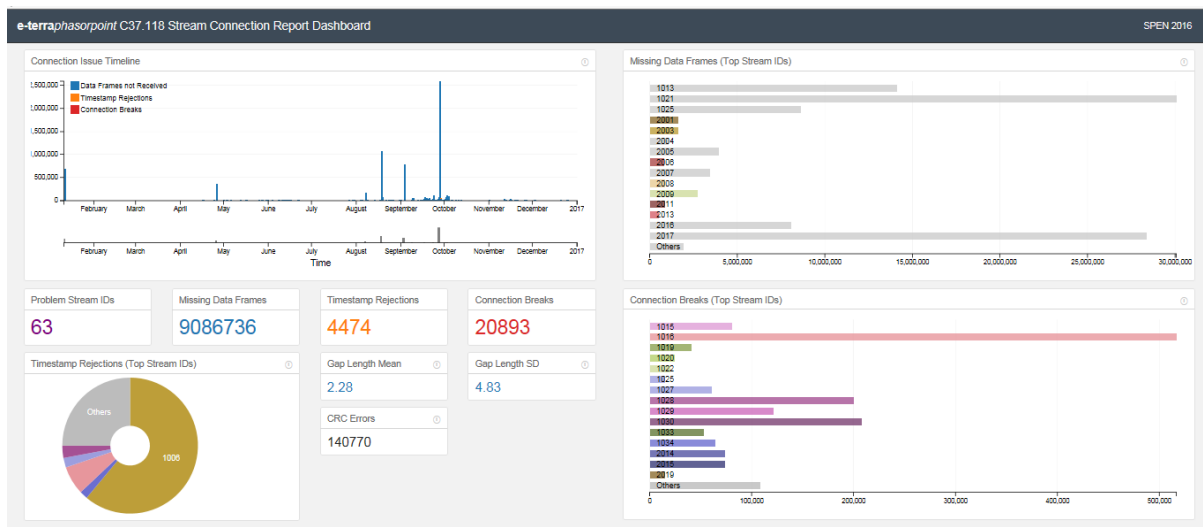 e-terraphasorpoint C37.118 Stream Connection Report Dashboard
SPEN 2016
Connection Issue Timeline
Data Frames not Received
Timestamp Rejections
Connection Breaks
,500,000
,000,000
,500,000
,000,000
500,000
0
February March April May June July August September October November December 2017
February March April May June July August September October November December 2017
Time
Missing Data Frames (Top Stream IDs)
1013
1021
1025
2001
2003
2004
2005
2006
2007
2008
2009
2011
2013
2016
2017
Others
0 5,000,000 10,000,000 15,000,000 20,000,000 25,000,000 30,000,000
Problem Stream IDs
63
Missing Data Frames
9086736
Timestamp Rejections
4474
Connection Breaks
20893
Timestamp Rejections (Top Stream IDs)
Others
1006
Gap Length Mean
2.28
Gap Length SD
4.83
CRC Errors
140770
Connection Breaks (Top Stream IDs)
1015
1016
1019
1020
1022
1025
1027
1028
1029
1030
1033
1034
2014
2015
2019
Others
0 100,000 200,000 300,000 400,000 500,000